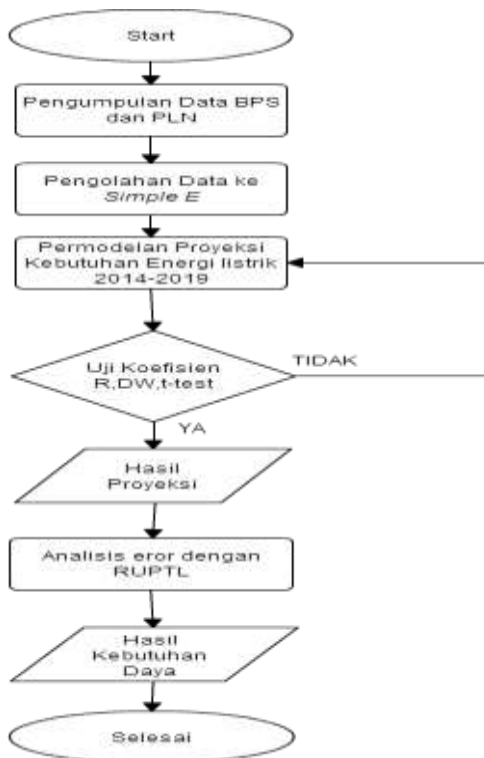 Start
Pengumpulan Data BPS
dan PLN
Pengolahan Data ke
Simple E
Permodelan Proyeksi
Kebutuhan Energi listrik
2014-2019
Uji Koefisien
R,DW,t-test
TIDAK
YA
Hasil
Proyeksi
Analisis eror dengan
RUPTL
Hasil
Kebutuhan
Daya
Selesai